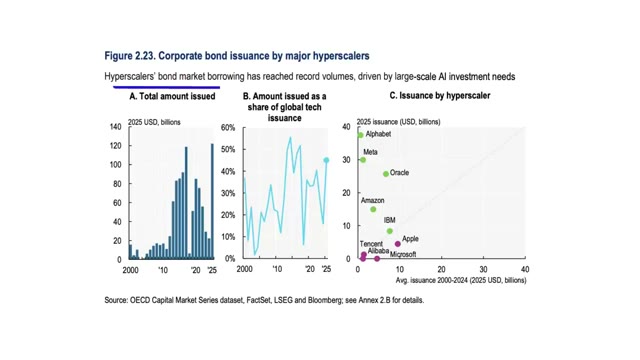 Figure 2.23. Corporate bond issuance by major hyperscalers
Hyperscalers' bond market borrowing has reached record volumes, driven by large-scale AI investment needs
A. Total amount issued
2025 USD, billions
140
120
100
80
60
40
20
0
2000 '10 '15 '25
B. Amount issued as a
share of global tech
issuance
60%
50%
40%
30%
20%
10%
0%
2000 '10 '20 '25
C. Issuance by hyperscaler
2025 issuance (USD, billions)
40
30
20
10
0
Alphabet
Meta
Oracle
Amazon
IBM
Apple
Tencent
Alibaba
Microsoft
0 10 20 30 40
Avg. issuance 2000-2024 (2025 USD, billions)
Source: OECD Capital Market Series dataset, FactSet, LSEG and Bloomberg; see Annex 2.B for details.